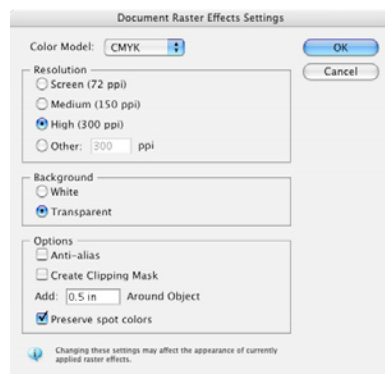 Document Raster Effects Settings
Color Model: CMYK
OK
Cancel
Resolution
Screen (72 ppi)
Medium (150 ppi)
High (300 ppi)
Other: 300 ppi
Background
White
Transparent
Options
Anti-alias
Create Clipping Mask
Add: 0.5 in Around Object
Preserve spot colors
Changing these settings may affect the appearance of currently
applied raster effects.